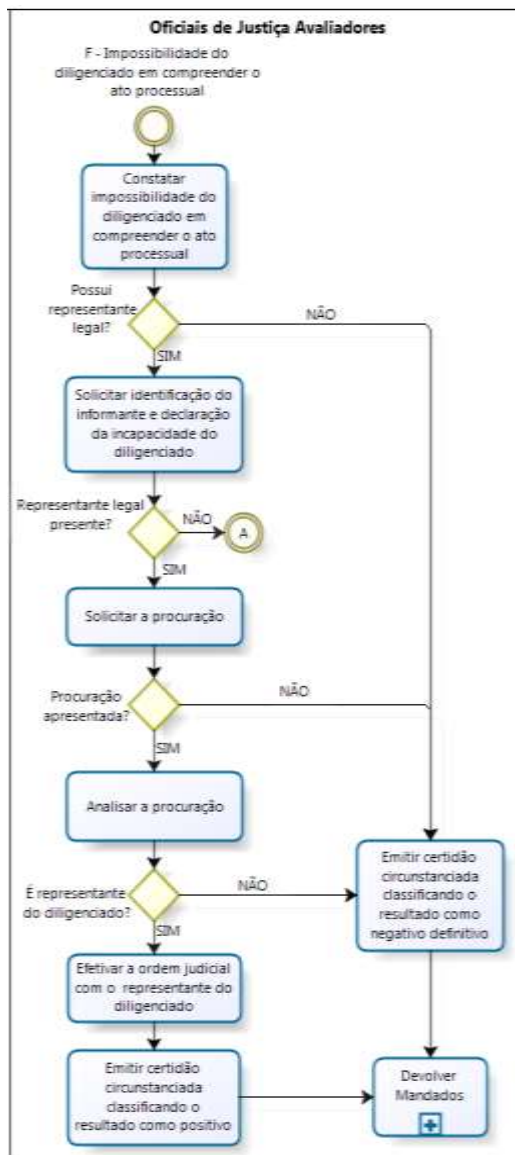 Oficiais de Justiça Avaliadores
F - Impossibilidade do
diligenciado em compreender o
ato processual
Constatar
impossibilidade do
diligenciado em
compreender o ato
processual
Possui
representante
legal?
NÃO
SIM
Solicitar identificação do
informante e declaração
da incapacidade do
diligenciado
Representante legal
presente?
NÃO
A
SIM
Solicitar a procuração
Procuração
apresentada?
NÃO
SIM
Analisar a procuração
É representante
do diligenciado?
NÃO
SIM
Emitir certidão
circunstanciada
classificando o
resultado como
negativo definitivo
Efetivar a ordem judicial
com o representante do
diligenciado
Emitir certidão
circunstanciada
classificando o
resultado como positivo
Devolver
Mandados